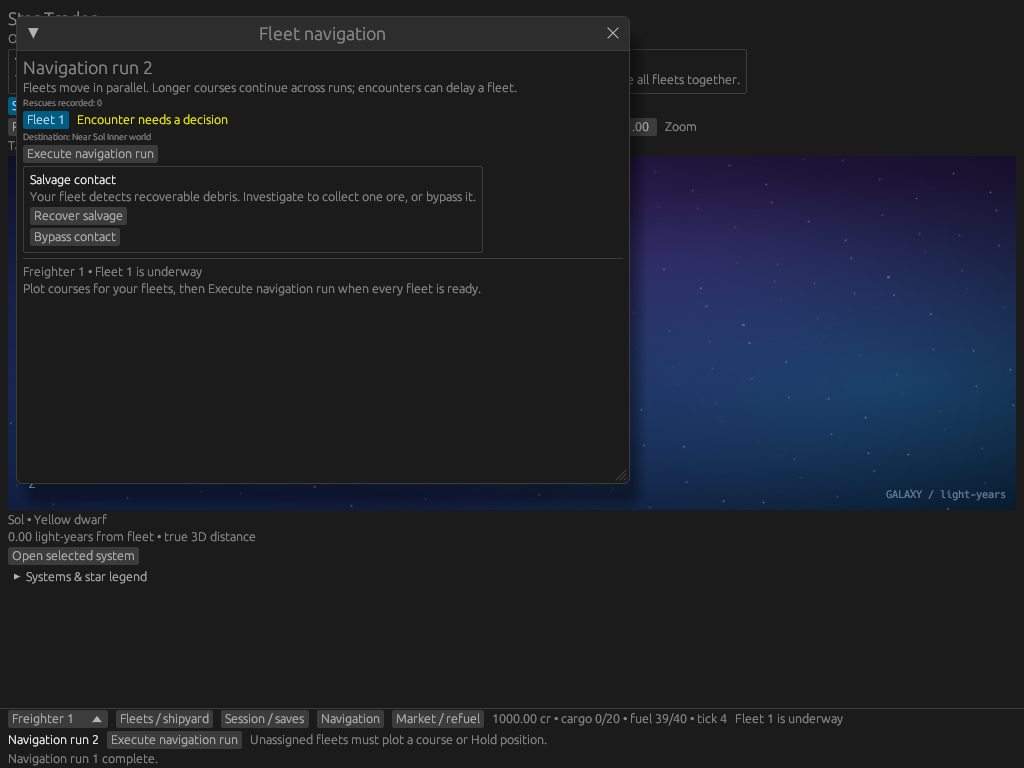 Fleet navigation
Navigation run 2
Fleets move in parallel. Longer courses continue across runs; encounters can delay a fleet.
all fleets together.
Rescues recorded: 0
Fleet 1 Encounter needs a decision
.00 Zoom
Destination: Near Sol Inner world
Execute navigation run
Salvage contact
Your fleet detects recoverable debris. Investigate to collect one ore, or bypass it.
Recover salvage
Bypass contact
Freighter 1 • Fleet 1 is underway
Plot courses for your fleets, then Execute navigation run when every fleet is ready.
GALAXY / light-years
Sol • Yellow dwarf
0.00 light-years from fleet • true 3D distance
Open selected system
▸ Systems & star legend
Freighter 1 Fleets / shipyard Session / saves Navigation Market / refuel 1000.00 cr • cargo 0/20 • fuel 39/40 • tick 4 Fleet 1 is underway
Navigation run 2 Execute navigation run Unassigned fleets must plot a course or Hold position.
Navigation run 1 complete.